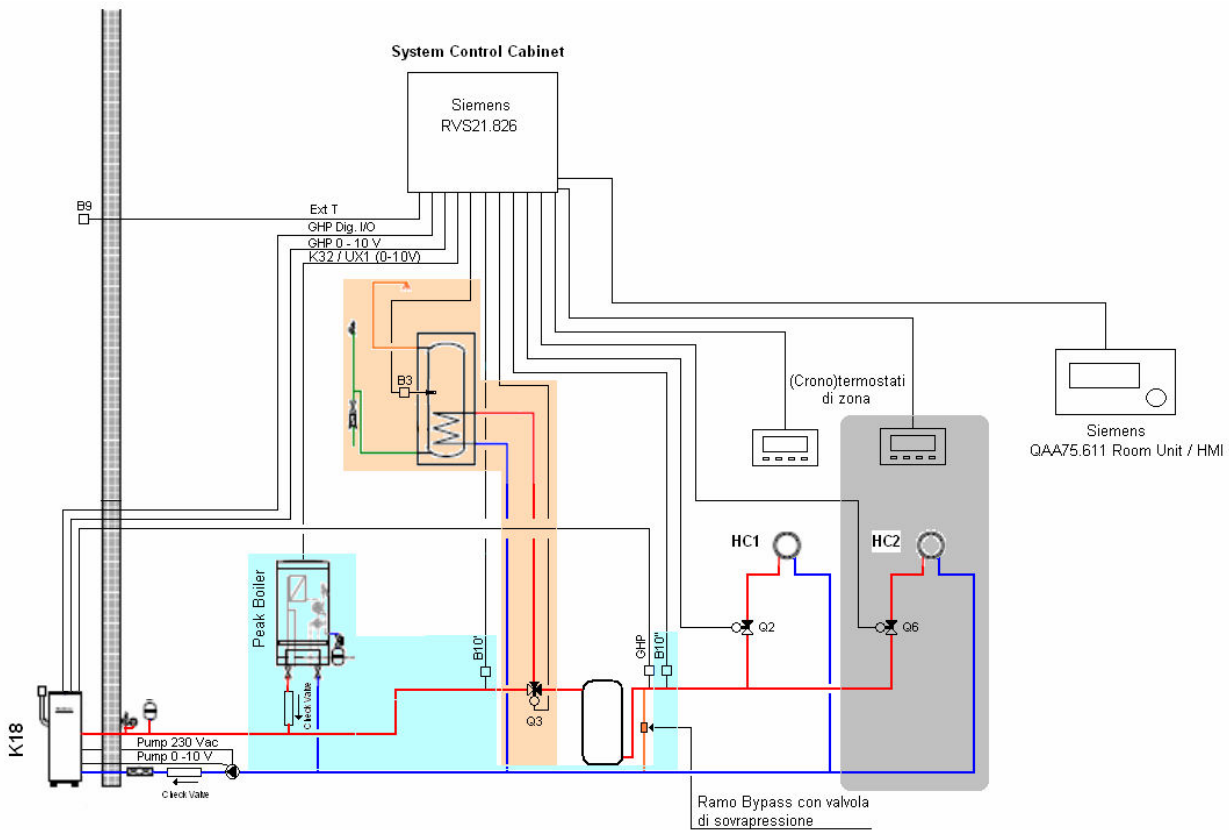 System Control Cabinet
Siemens
RVS21.826
B9
Ext T
GHP Dig. I/O
GHP 0 - 10 V
K32 / UX1 (0-10V)
B3
(Crono)termostati
di zona
Siemens
QAA75.611 Room Unit / HMI
HC1
HC2
Peak Boiler
B10'
GHP
B10"
Q2
Q6
Check Valve
Q3
K18
Pump 230 Vac
Pump 0 -10 V
Check Valve
Ramo Bypass con valvola
di sovrapressione